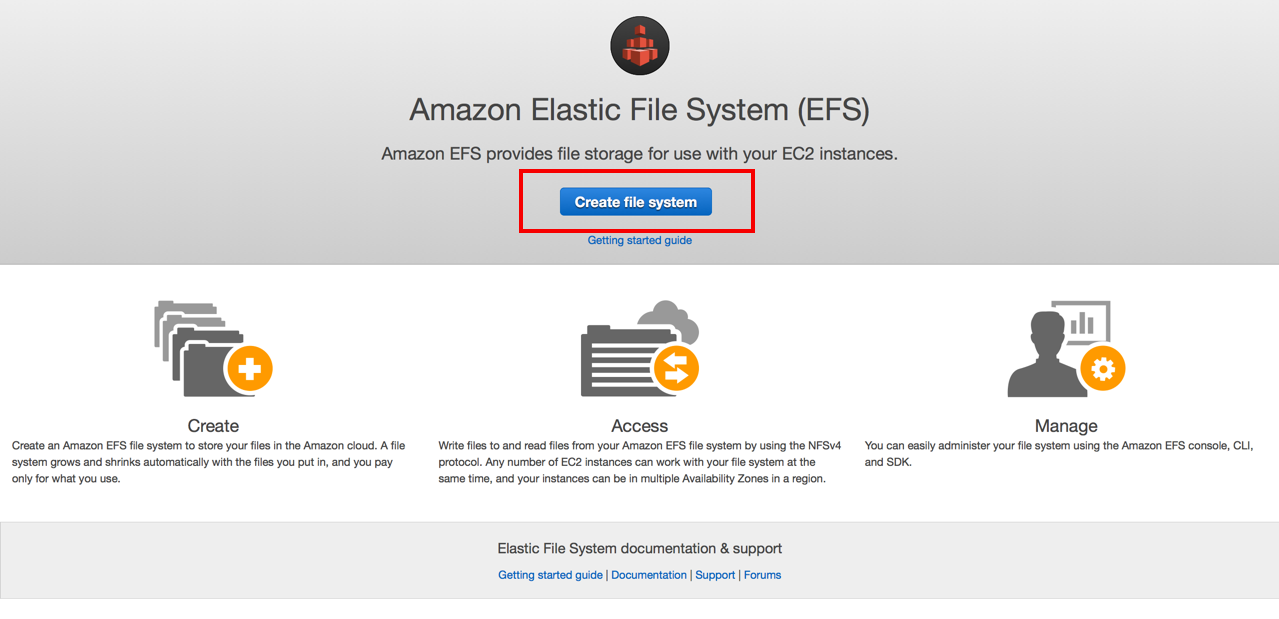 Amazon Elastic File System (EFS)
Amazon EFS provides file storage for use with your EC2 instances.
Create file system
Getting started guide
Create
Create an Amazon EFS file system to store your files in the Amazon cloud. A file
system grows and shrinks automatically with the files you put in, and you pay
only for what you use.
Access
Write files to and read files from your Amazon EFS file system by using the NFSv4
protocol. Any number of EC2 instances can work with your file system at the
same time, and your instances can be in multiple Availability Zones in a region.
Manage
You can easily administer your file system using the Amazon EFS console, CLI,
and SDK.
Elastic File System documentation & support
Getting started guide | Documentation | Support | Forums